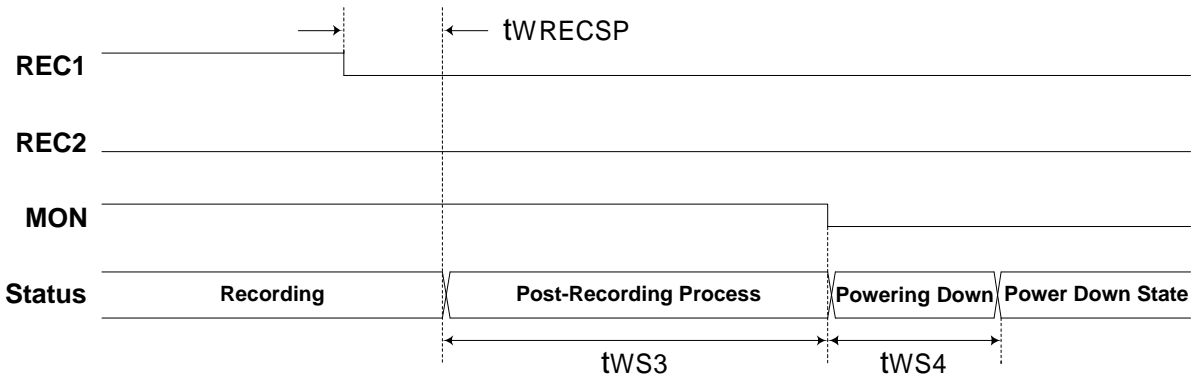 tWRECSP
REC1
REC2
MON
Status
Recording
Post-Recording Process
Powering Down
Power Down State
tWS3
tWS4